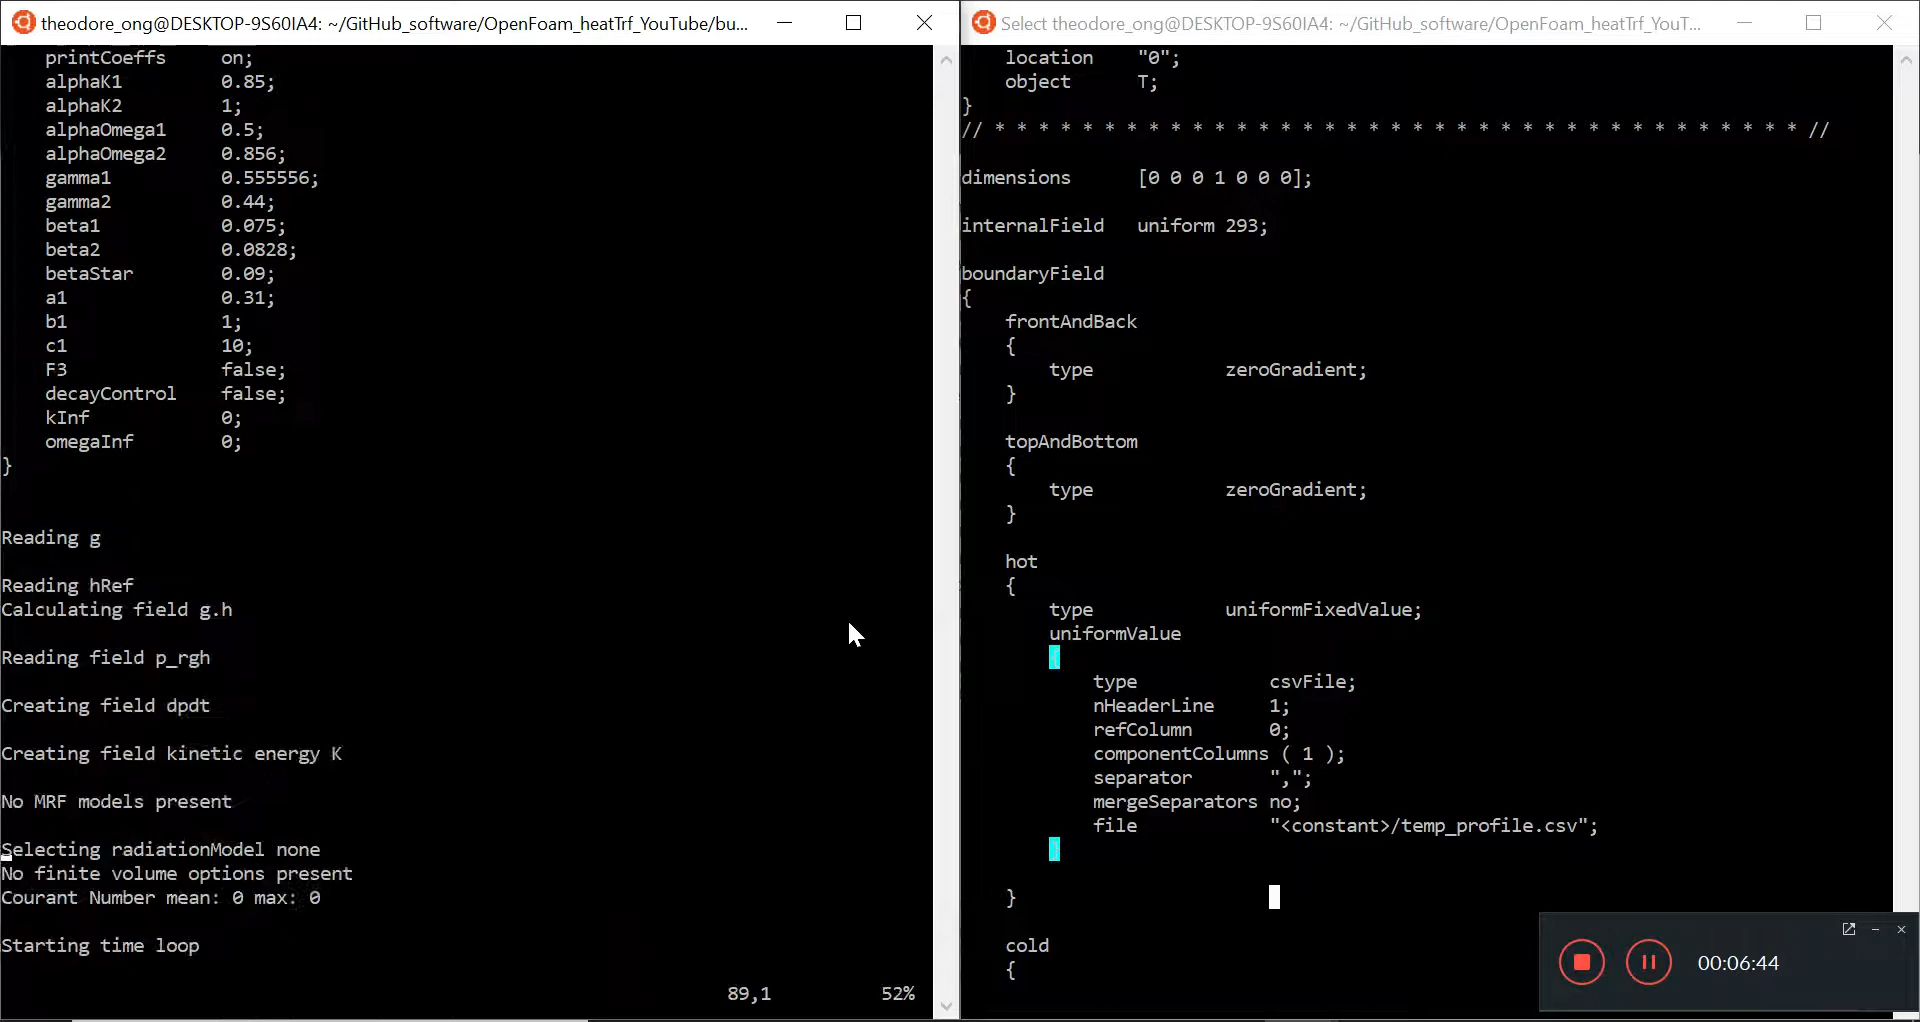 theodore_ong@DESKTOP-9S60IA4: ~/GitHub_software/OpenFoam_heatTrf_YouTube/bu...
printCoeffs on;
alphaK1 0.85;
alphaK2 1;
alphaOmega1 0.5;
alphaOmega2 0.856;
gamma1 0.555556;
gamma2 0.44;
beta1 0.075;
beta2 0.0828;
betaStar 0.09;
a1 0.31;
b1 1;
c1 10;
F3 false;
decayControl false;
kInf 0;
omegaInf 0;
}
Reading g
Reading hRef
Calculating field g.h
Reading field p_rgh
Creating field dpdt
Creating field kinetic energy K
No MRF models present
Selecting radiationModel none
No finite volume options present
Courant Number mean: 0 max: 0
Starting time loop
89,1 52%
Select theodore_ong@DESKTOP-9S60IA4: ~/GitHub_software/OpenFoam_heatTrf_YouT...
location "0";
object T;
}
// * * * * * * * * * * * * * * * * * * * * * * * * * * * * * * * * * * * * * //
dimensions [0 0 0 1 0 0 0];
internalField uniform 293;
boundaryField
{
frontAndBack
{
type zeroGradient;
}
topAndBottom
{
type zeroGradient;
}
hot
{
type uniformFixedValue;
uniformValue
{
type csvFile;
nHeaderLine 1;
refColumn 0;
componentColumns ( 1 );
separator ",";
mergeSeparators no;
file "<constant>/temp_profile.csv";
}
}
cold
{
00:06:44